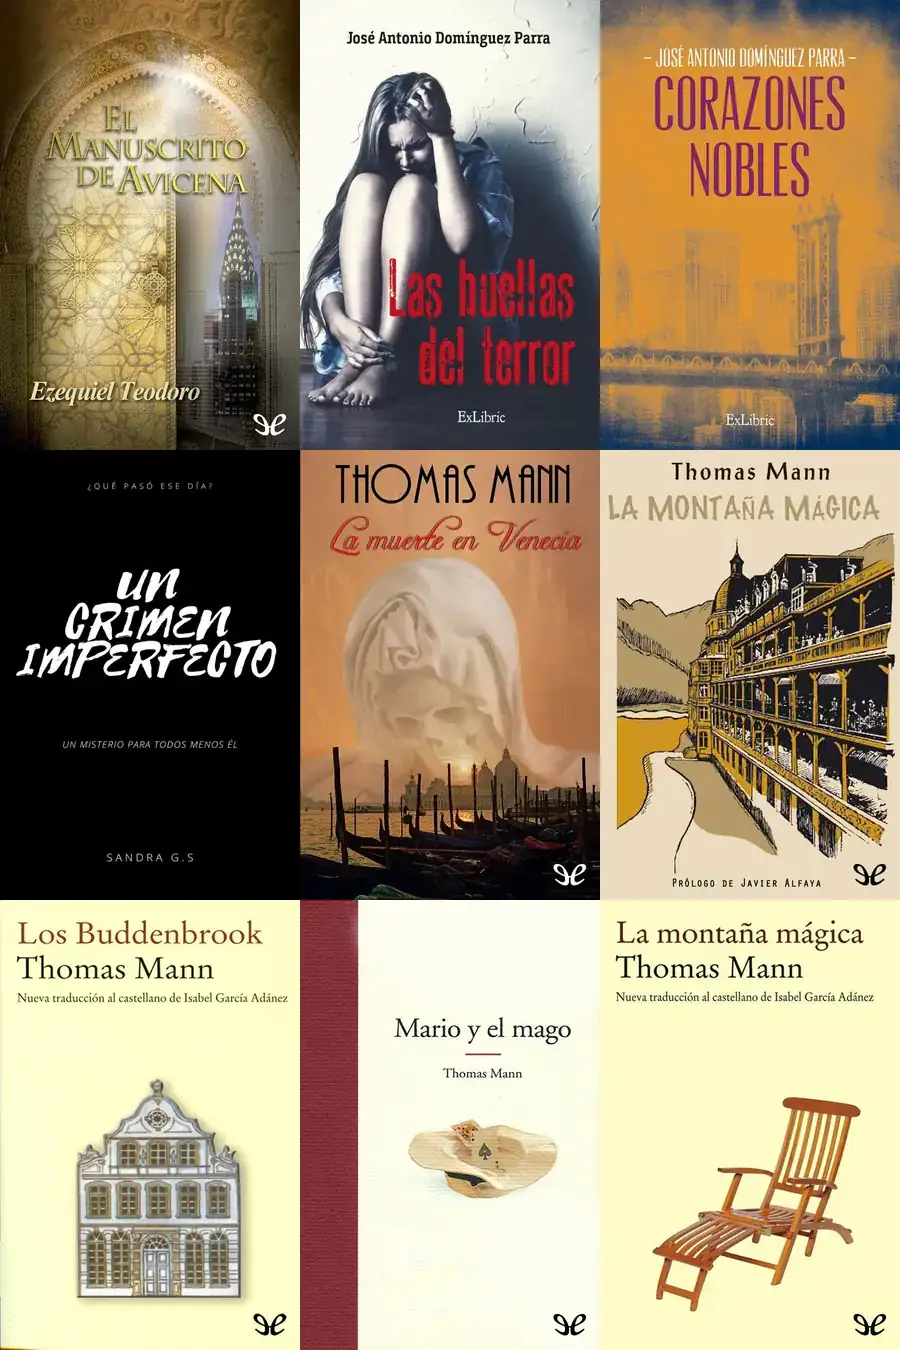 EL
MANUSCRITO
DE AVICENA
Ezequiel Teodoro
José Antonio Domínguez Parra
Las huellas
del terror
ExLibric
– JOSÉ ANTONIO DOMÍNGUEZ PARRA –
CORAZONES
NOBLES
ExLibric
¿QUÉ PASÓ ESE DÍA?
UN
CRIMEN
IMPERFECTO
UN MISTERIO PARA TODOS MENOS ÉL
SANDRA G.S
THOMAS MANN
La muerte en Venecia
Thomas Mann
LA MONTAÑA MÁGICA
PRÓLOGO DE JAVIER ALFAYA
Los Buddenbrook
Thomas Mann
Nueva traducción al castellano de Isabel García Adánez
Mario y el mago
Thomas Mann
La montaña mágica
Thomas Mann
Nueva traducción al castellano de Isabel García Adánez